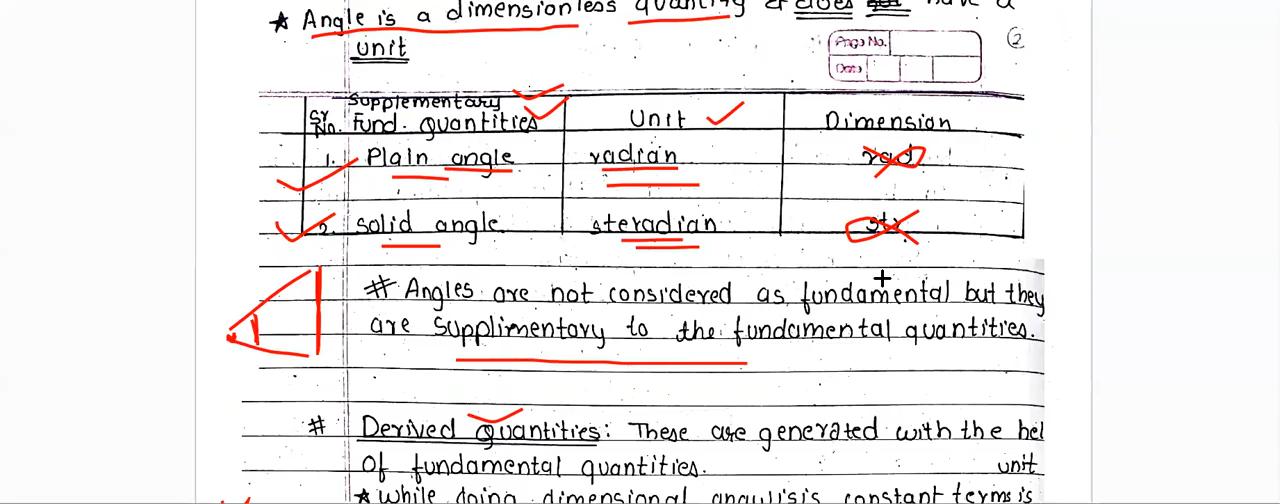 ★ Angle is a dimensionless quantity & does have a
unit
Page No.
Date
2
Supplementary
Sr No. Fund. Quantities Unit Dimension
1. Plain angle radian rad
2. Solid angle steradian str
# Angles are not considered as fundamental but they
are supplimentary to the fundamental quantities.
# Derived Quantities: These are generated with the hel
of fundamental quantities. unit
★ While doing dimensional analysis constant terms is